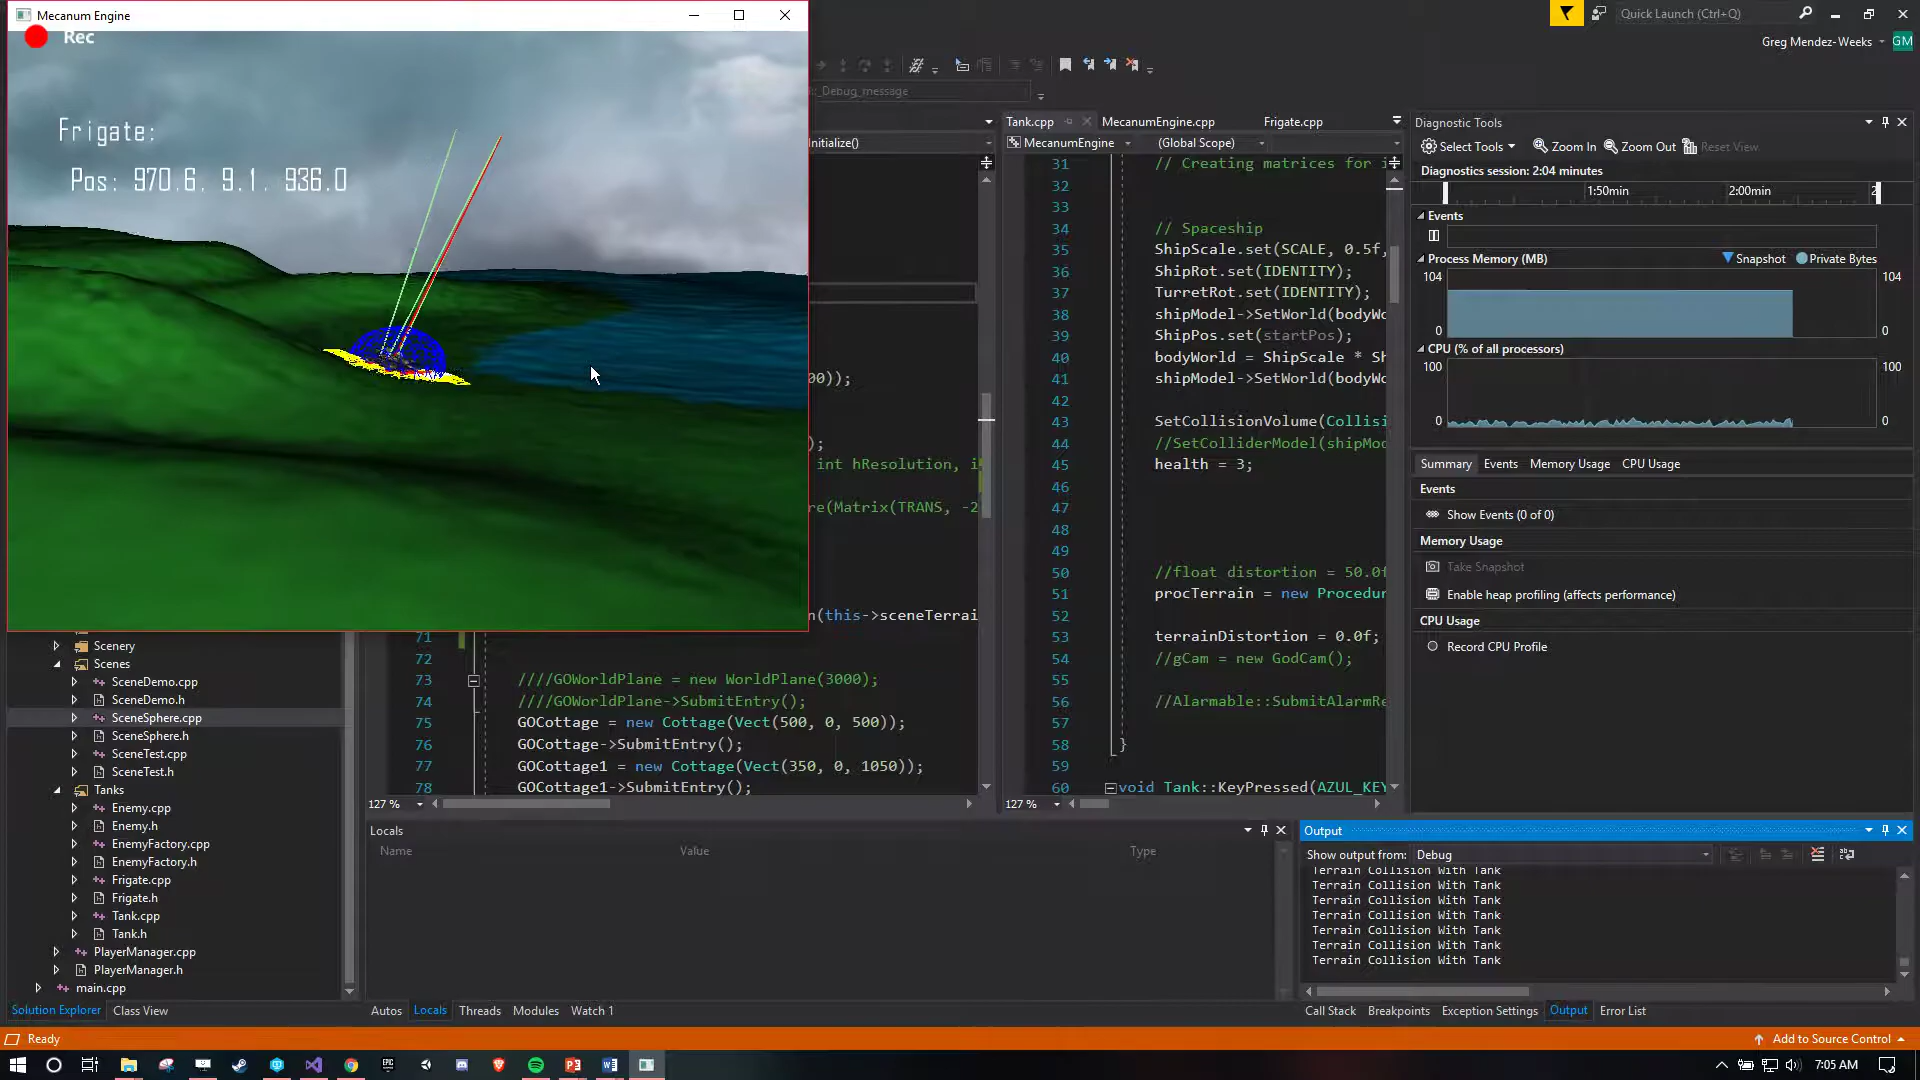 Mecanum Engine
Rec
Frigate:
Pos: 970.6, 9.1, 936.0
Quick Launch (Ctrl+Q)
Greg Mendez-Weeks
GM
::_Debug_message
Initialize()
00));
);
int hResolution, i
re(Matrix(TRANS, -2
n(this->sceneTerrai
71
72
73 ////GOWorldPlane = new WorldPlane(3000);
74 ////GOWorldPlane->SubmitEntry();
75 GOCottage = new Cottage(Vect(500, 0, 500));
76 GOCottage->SubmitEntry();
77 GOCottage1 = new Cottage(Vect(350, 0, 1050));
78 GOCottage1->SubmitEntry();
127 %
Tank.cpp MecanumEngine.cpp Frigate.cpp
MecanumEngine (Global Scope)
31 // Creating matrices for i
32
33
34 // Spaceship
35 ShipScale.set(SCALE, 0.5f,
36 ShipRot.set(IDENTITY);
37 TurretRot.set(IDENTITY);
38 shipModel->SetWorld(bodyWo
39 ShipPos.set(startPos);
40 bodyWorld = ShipScale * Sh
41 shipModel->SetWorld(bodyWo
42
43 SetCollisionVolume(Collisi
44 //SetColliderModel(shipMod
45 health = 3;
46
47
48
49
50 //float distortion = 50.0f
51 procTerrain = new Procedur
52
53 terrainDistortion = 0.0f;
54 //gCam = new GodCam();
55
56 //Alarmable::SubmitAlarmRe
57
58 }
59
60 void Tank::KeyPressed(AZUL_KEY
127 %
Diagnostic Tools
Select Tools Zoom In Zoom Out Reset View
Diagnostics session: 2:04 minutes
1:50min 2:00min 2
Events
Process Memory (MB) Snapshot Private Bytes
104 104
0 0
CPU (% of all processors)
100 100
0 0
Summary Events Memory Usage CPU Usage
Events
Show Events (0 of 0)
Memory Usage
Take Snapshot
Enable heap profiling (affects performance)
CPU Usage
Record CPU Profile
Scenery
Scenes
SceneDemo.cpp
SceneDemo.h
SceneSphere.cpp
SceneSphere.h
SceneTest.cpp
SceneTest.h
Tanks
Enemy.cpp
Enemy.h
EnemyFactory.cpp
EnemyFactory.h
Frigate.cpp
Frigate.h
Tank.cpp
Tank.h
PlayerManager.cpp
PlayerManager.h
main.cpp
Solution Explorer Class View
Locals
Name Value Type
Autos Locals Threads Modules Watch 1
Output
Show output from: Debug
Terrain Collision With Tank
Terrain Collision With Tank
Terrain Collision With Tank
Terrain Collision With Tank
Terrain Collision With Tank
Terrain Collision With Tank
Terrain Collision With Tank
Call Stack Breakpoints Exception Settings Output Error List
Ready
Add to Source Control
7:05 AM